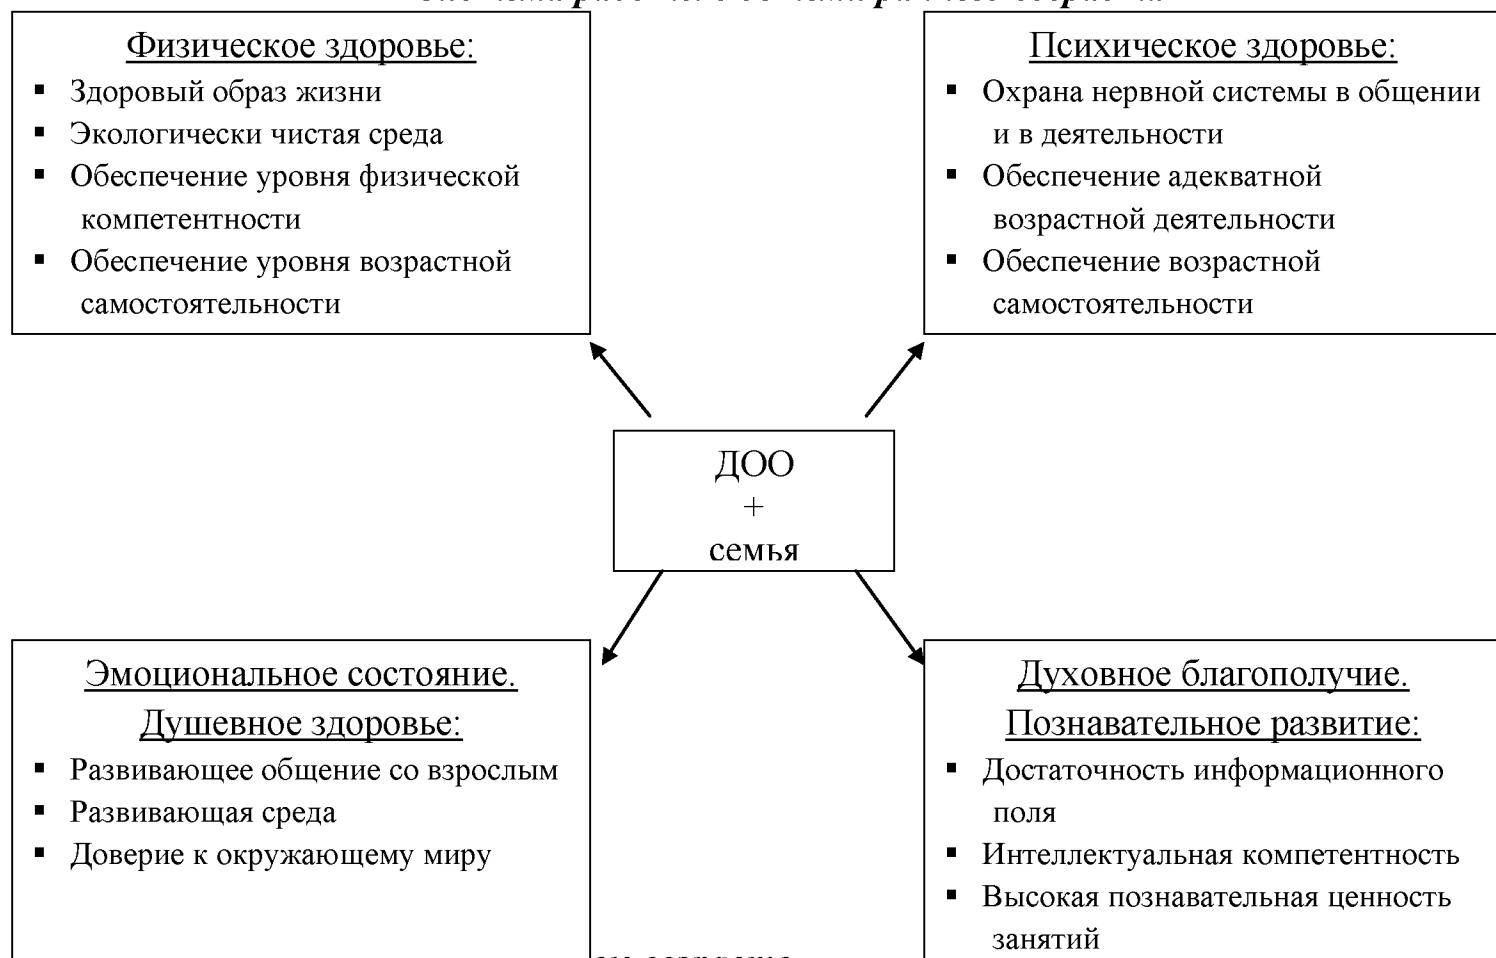 Физическое здоровье:
▪ Здоровый образ жизни
▪ Экологически чистая среда
▪ Обеспечение уровня физической
компетентности
▪ Обеспечение уровня возрастной
самостоятельности
Психическое здоровье:
▪ Охрана нервной системы в общении
и в деятельности
▪ Обеспечение адекватной
возрастной деятельности
▪ Обеспечение возрастной
самостоятельности
ДОО
+
семья
Эмоциональное состояние.
Душевное здоровье:
▪ Развивающее общение со взрослым
▪ Развивающая среда
▪ Доверие к окружающему миру
Духовное благополучие.
Познавательное развитие:
▪ Достаточность информационного
поля
▪ Интеллектуальная компетентность
▪ Высокая познавательная ценность
занятий